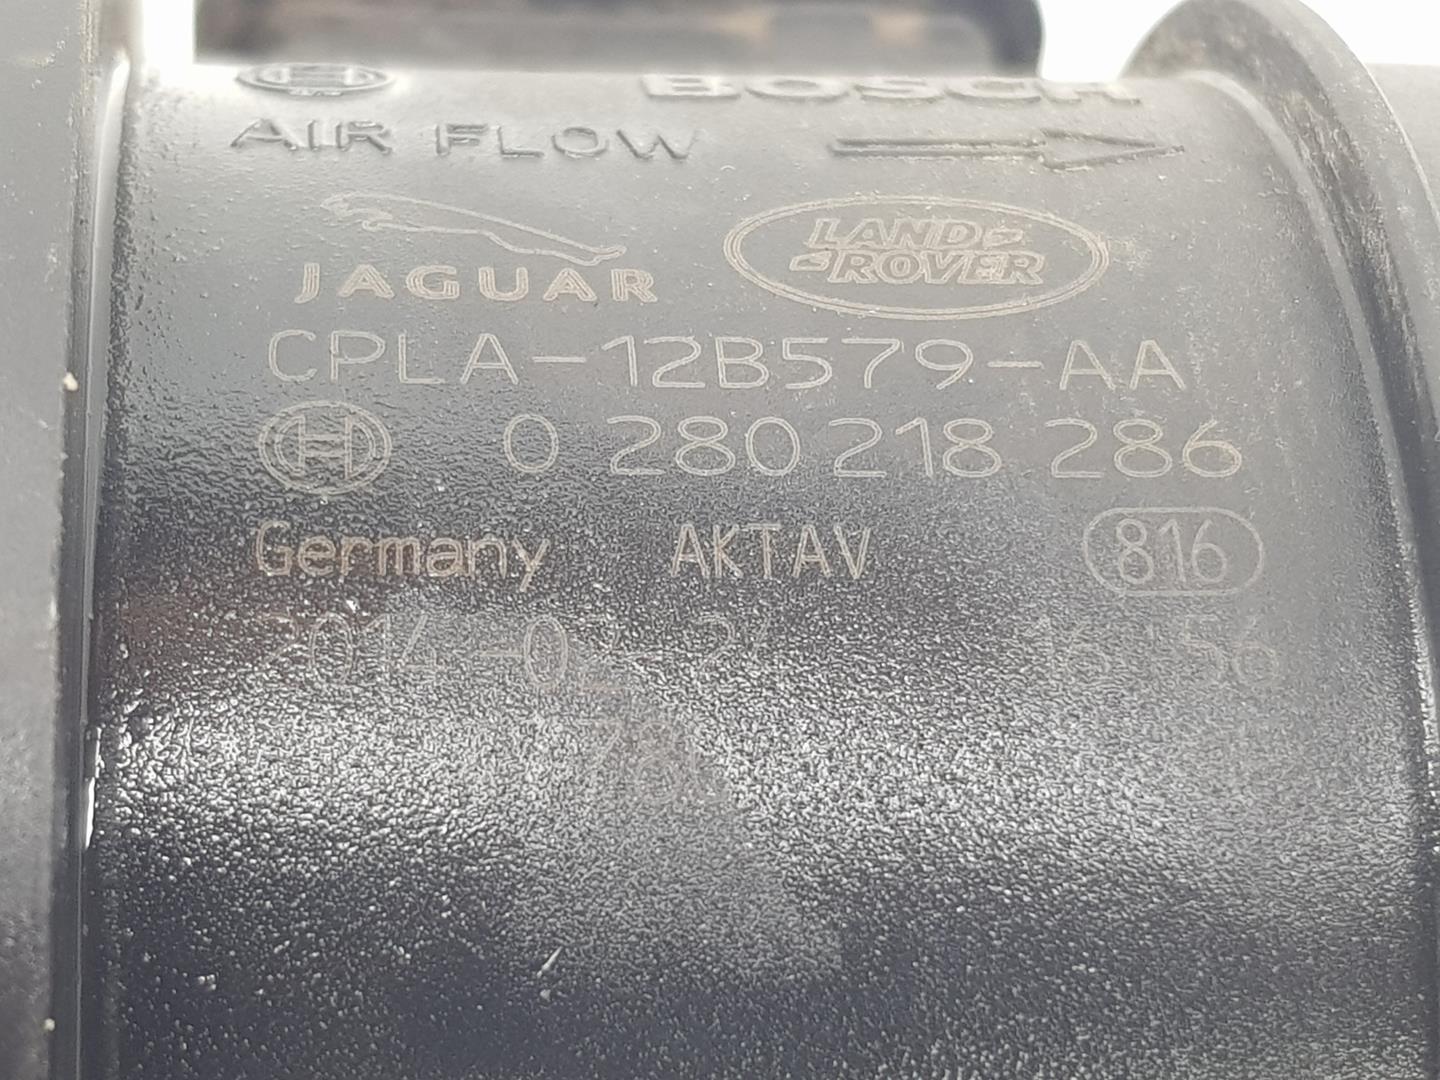 BOSCH
AIR FLOW
JAGUAR LAND ROVER
CPLA-12B579-AA
0 280 218 286
Germany AKTAV 816